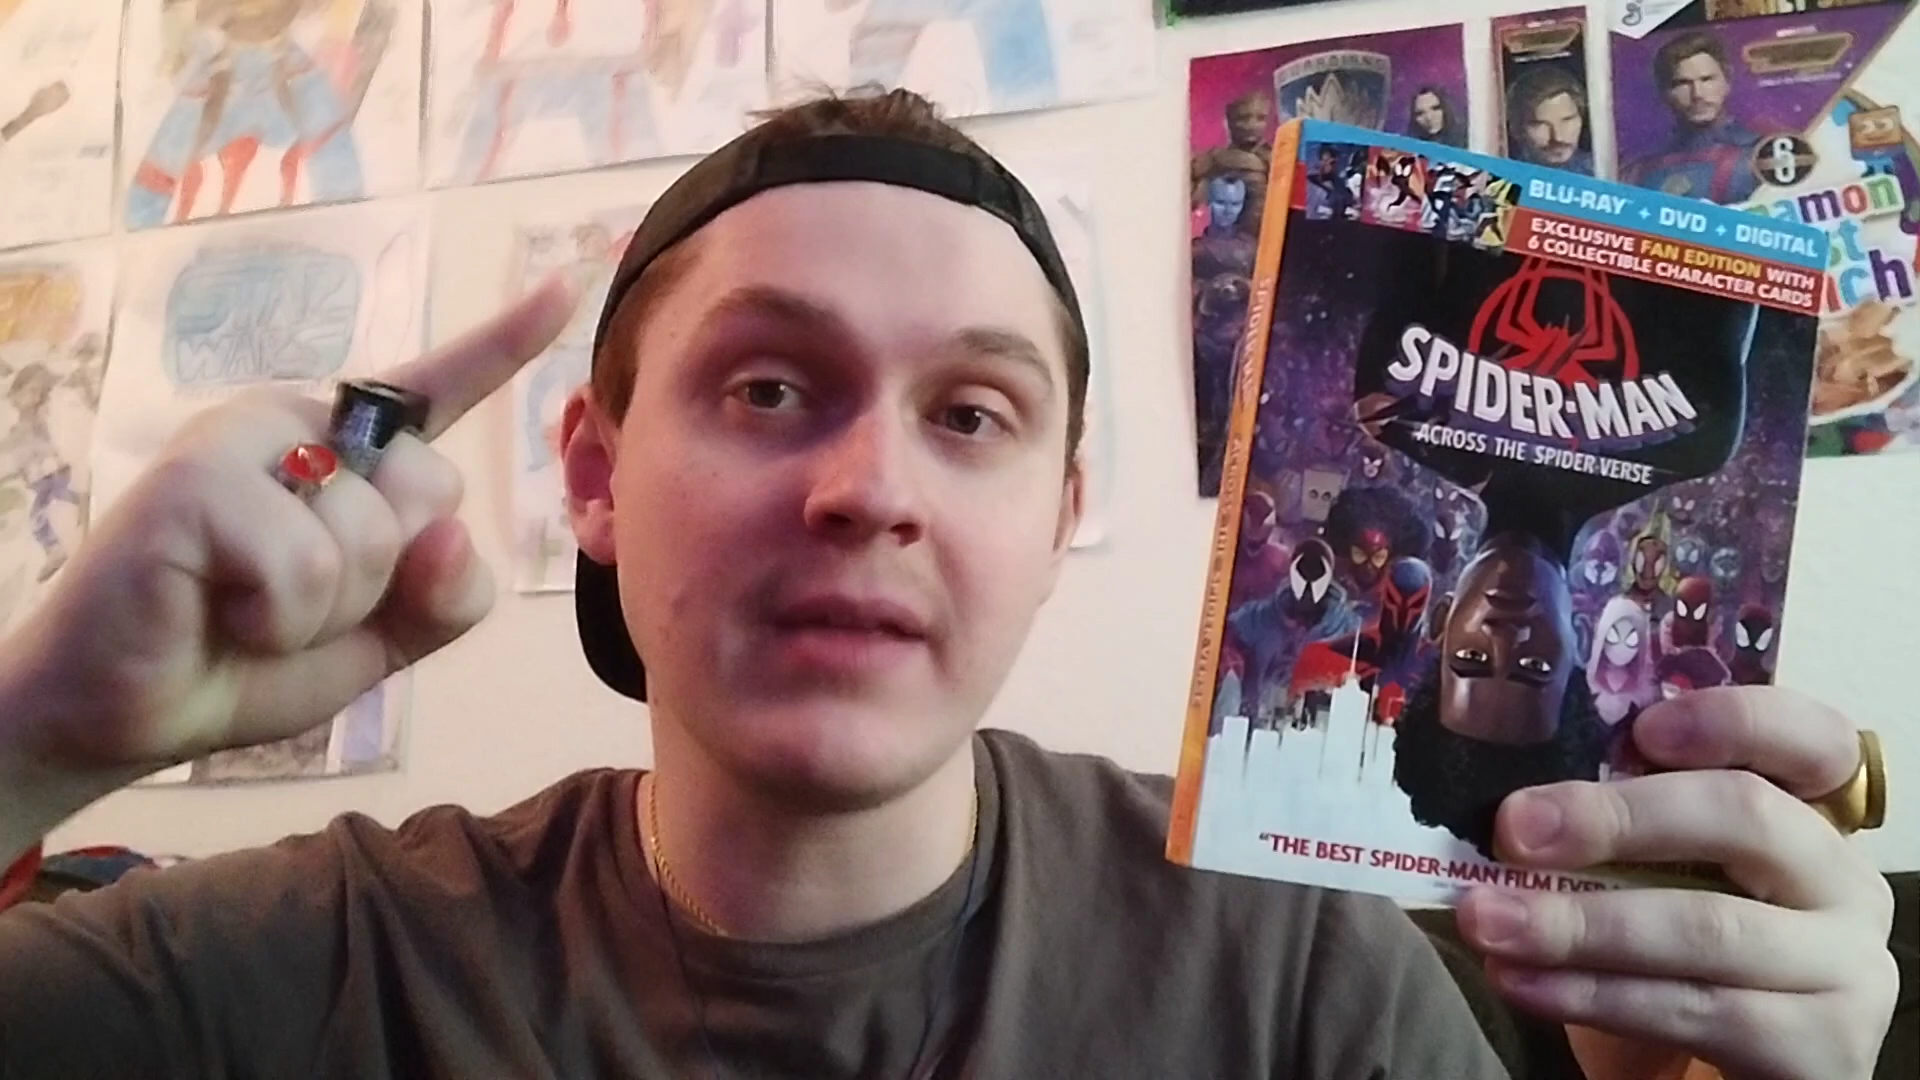 STAR
WARS
GUARDIANS
BLU-RAY + DVD + DIGITAL
EXCLUSIVE FAN EDITION WITH
6 COLLECTIBLE CHARACTER CARDS
SPIDER-MAN
ACROSS THE SPIDER-VERSE
"THE BEST SPIDER-MAN FILM EVER